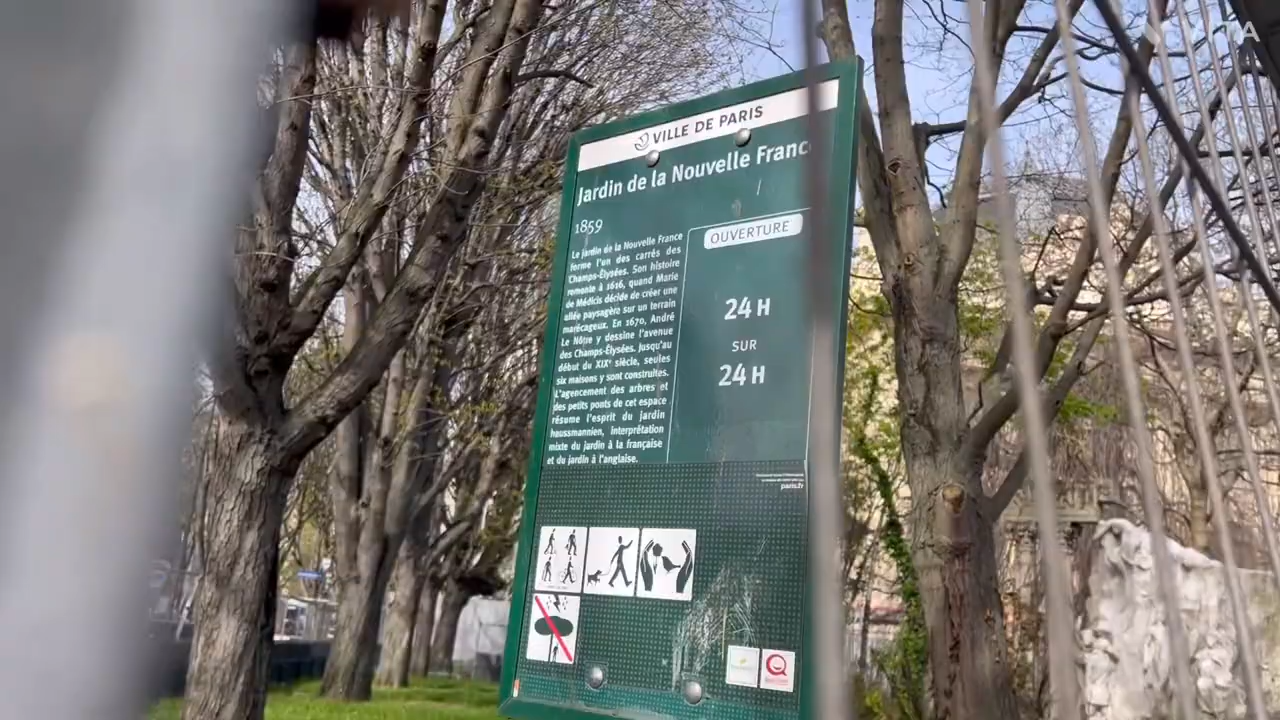 VILLE DE PARIS
Jardin de la Nouvelle Franc
1859
Le jardin de la Nouvelle France
forme l'un des carrés des
Champs-Élysées. Son histoire
remonte à 1616, quand Marie
de Médicis décide de créer une
allée paysagère sur un terrain
marécageux. En 1670, André
Le Nôtre y dessine l'avenue
des Champs-Élysées. Jusqu'au
début du XIXe siècle, seules
six maisons y sont construites.
L'agencement des arbres et
des petits ponts de cet espace
résume l'esprit du jardin
haussmannien, interprétation
mixte du jardin à la française
et du jardin à l'anglaise.
OUVERTURE
24 H
SUR
24 H
paris.fr